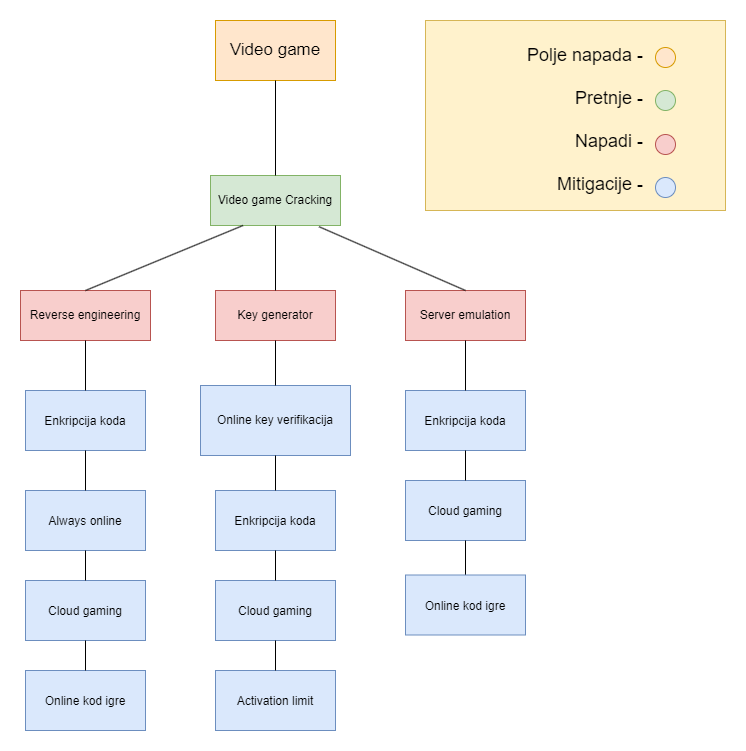 Video game
Polje napada -
Pretnje -
Napadi -
Mitigacije -
Video game Cracking
Reverse engineering
Key generator
Server emulation
Enkripcija koda
Online key verifikacija
Enkripcija koda
Always online
Enkripcija koda
Cloud gaming
Cloud gaming
Cloud gaming
Online kod igre
Online kod igre
Activation limit